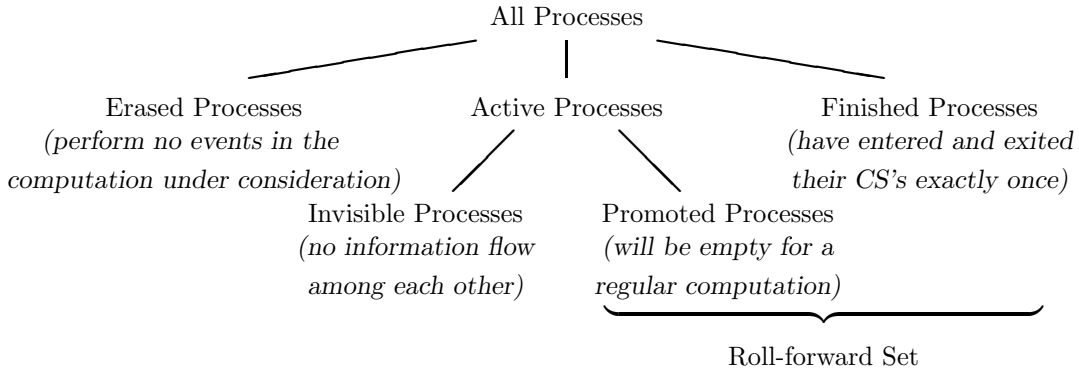 All Processes
Erased Processes
(perform no events in the
computation under consideration)
Active Processes
Finished Processes
(have entered and exited
their CS's exactly once)
Invisible Processes
(no information flow
among each other)
Promoted Processes
(will be empty for a
regular computation)
Roll-forward Set